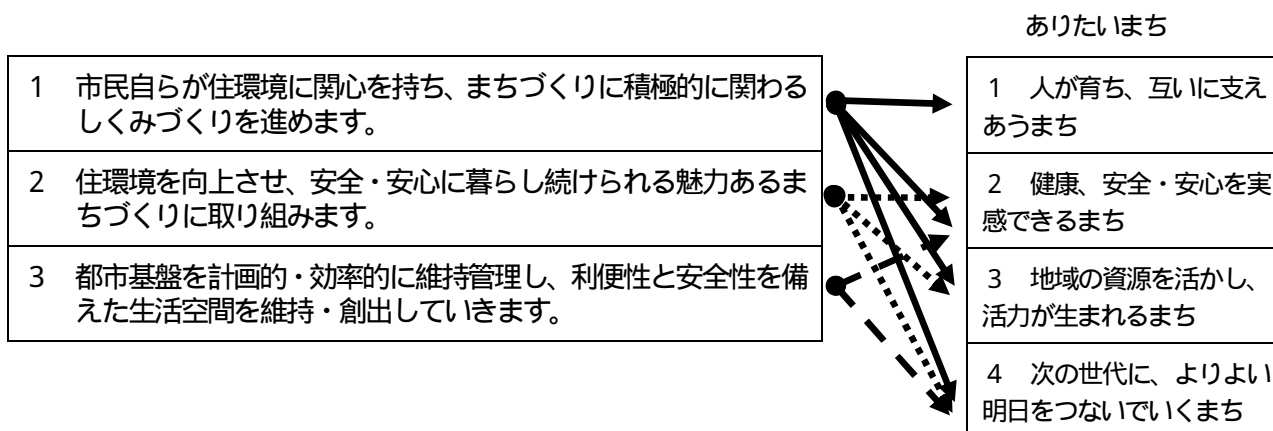 ありたいまち
1 市民自らが住環境に関心を持ち、まちづくりに積極的に関わる
しくみづくりを進めます。
2 住環境を向上させ、安全・安心に暮らし続けられる魅力あるま
ちづくりに取り組みます。
3 都市基盤を計画的・効率的に維持管理し、利便性と安全性を備
えた生活空間を維持・創出していきます。
1 人が育ち、互いに支え
あうまち
2 健康、安全・安心を実
感できるまち
3 地域の資源を活かし、
活力が生まれるまち
4 次の世代に、よりよい
明日をつないでいくまち